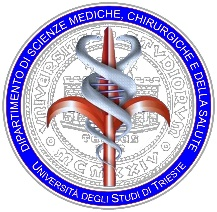 DIPARTIMENTO DI SCIENZE MEDICHE, CHIRURGICHE E DELLA SALUTE
UNIVERSITÀ DEGLI STUDI DI TRIESTE